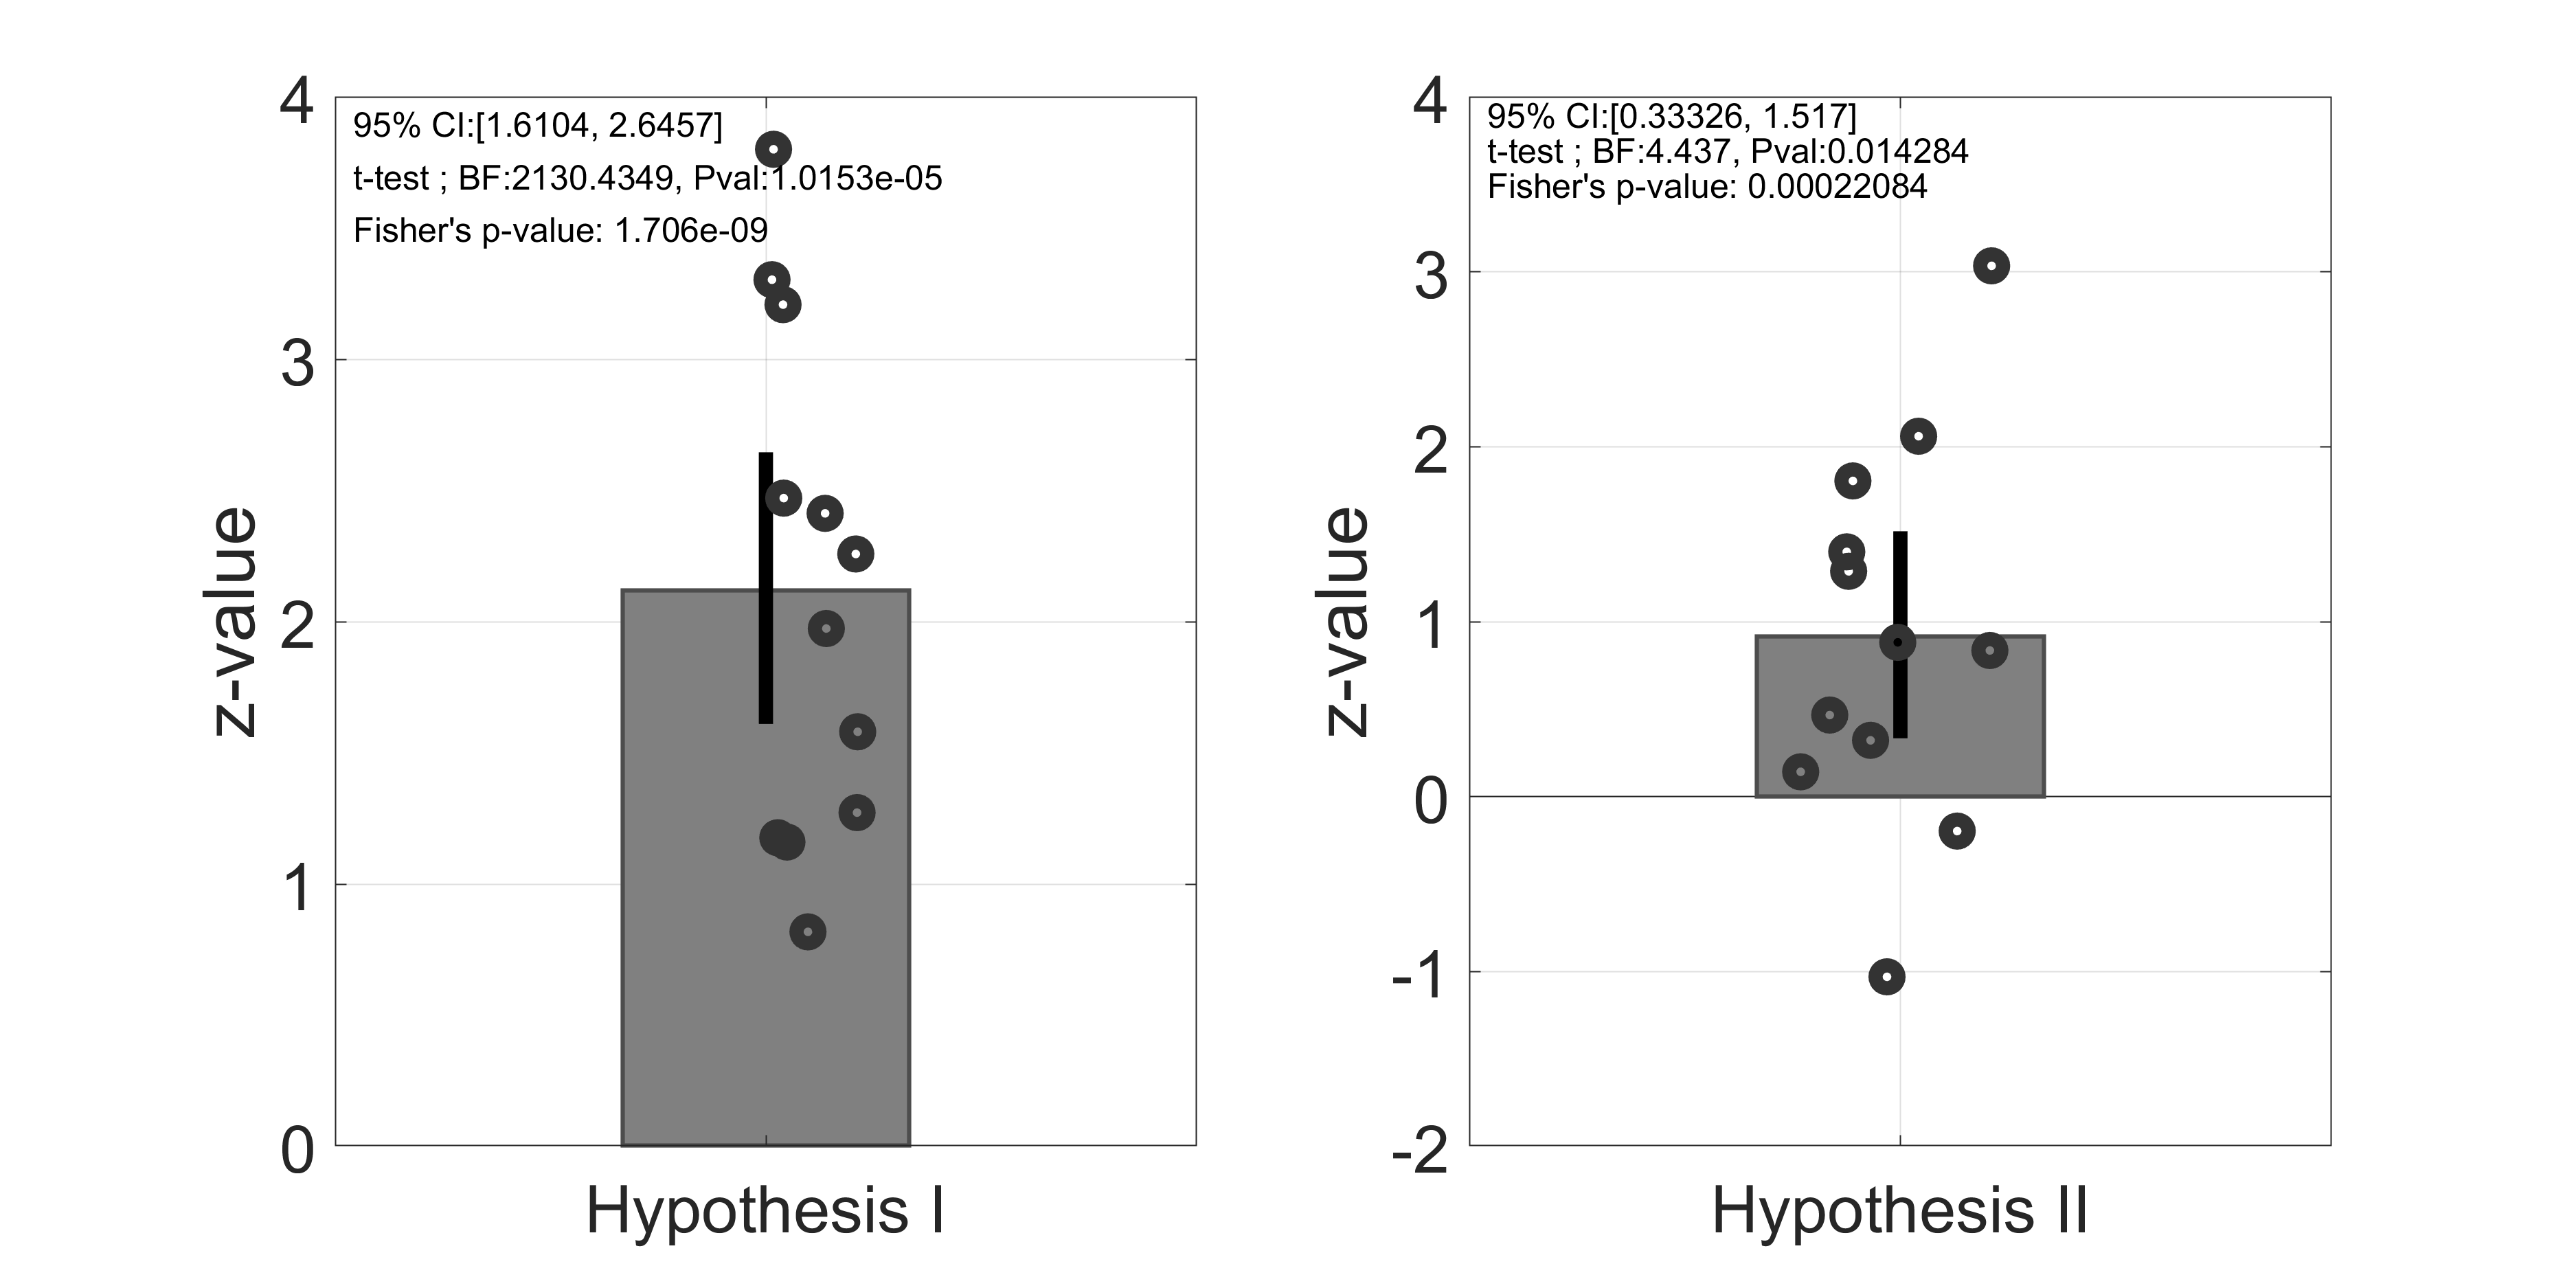 4
3
2
1
0
z-value
95% CI:[1.6104, 2.6457]
t-test ; BF:2130.4349, Pval:1.0153e-05
Fisher's p-value: 1.706e-09
Hypothesis I
4
3
2
1
0
-1
-2
z-value
95% CI:[0.33326, 1.517]
t-test ; BF:4.437, Pval:0.014284
Fisher's p-value: 0.00022084
Hypothesis II